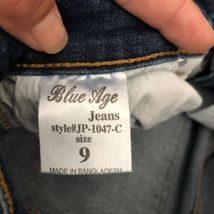 Blue Age
Jeans
style#JP-1047-C
size
9
MADE IN BANGLADESH